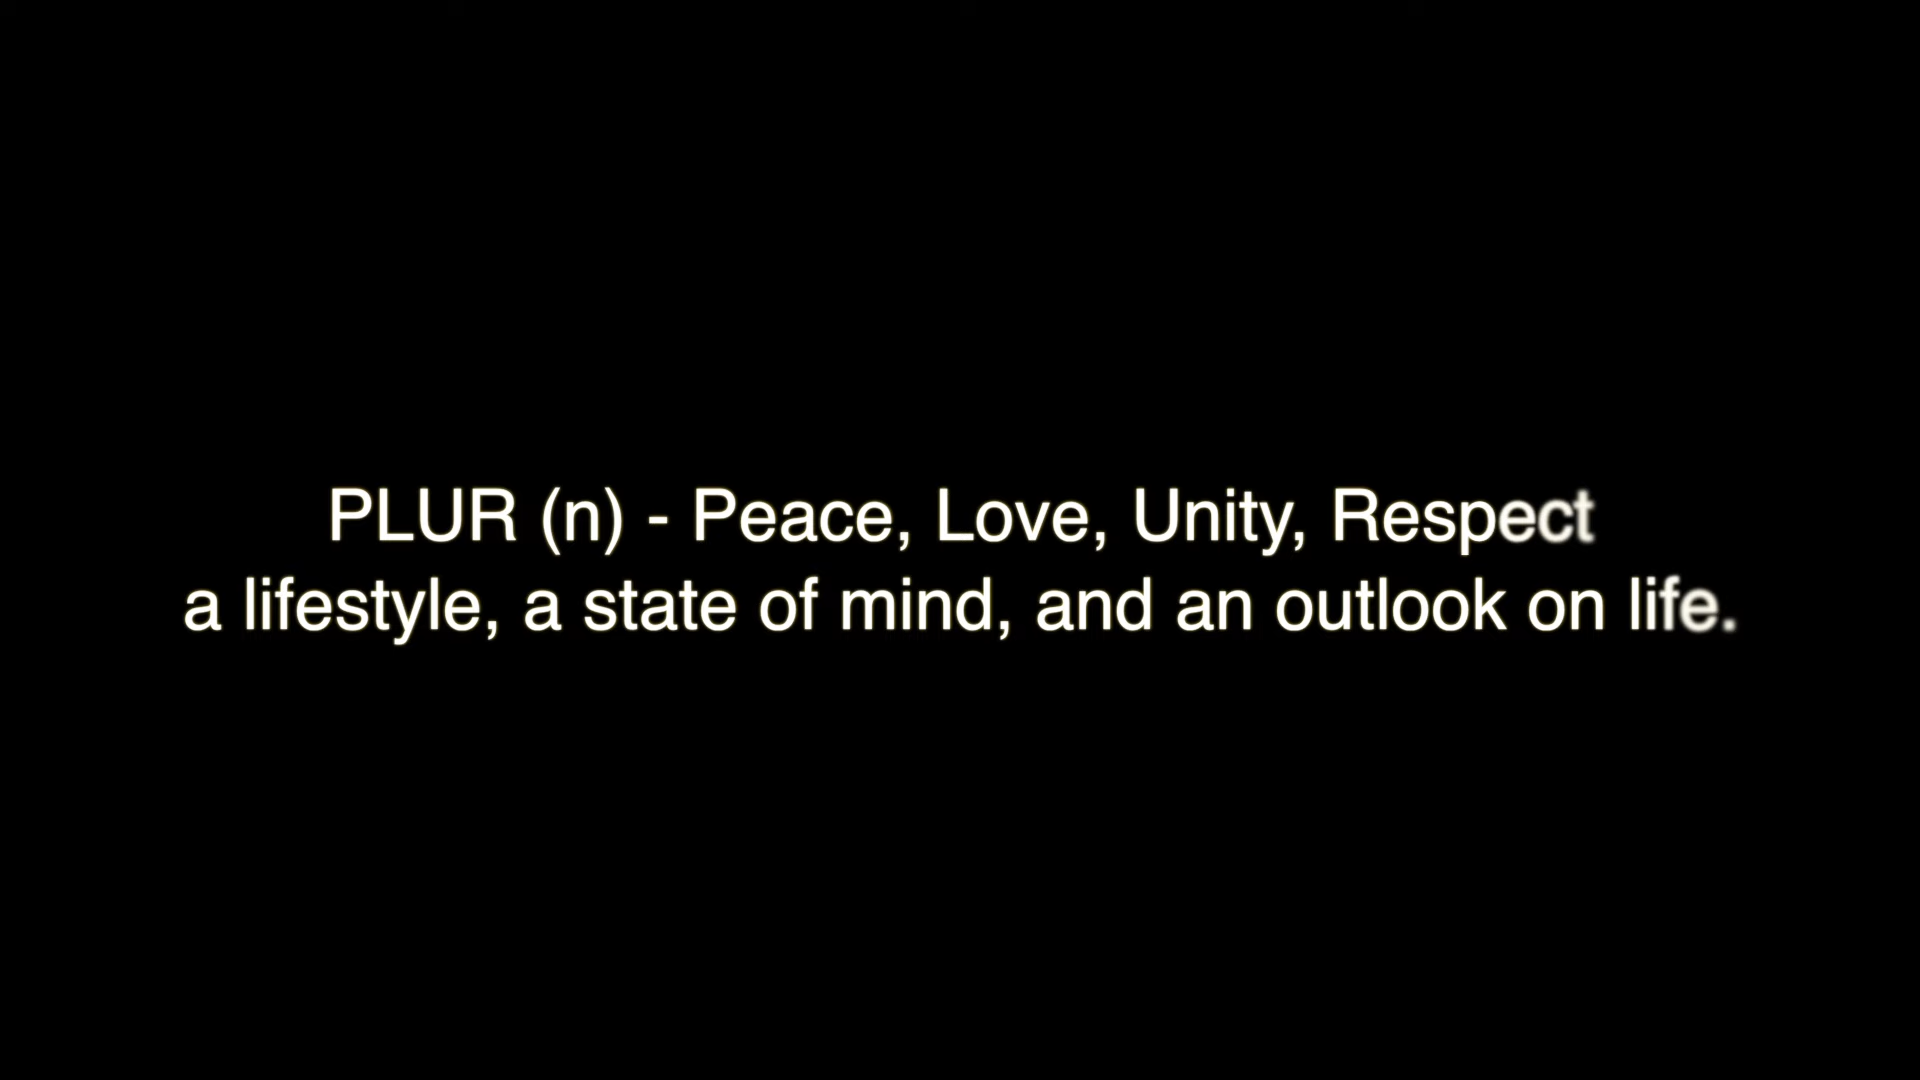 PLUR (n) - Peace, Love, Unity, Respect
a lifestyle, a state of mind, and an outlook on life.